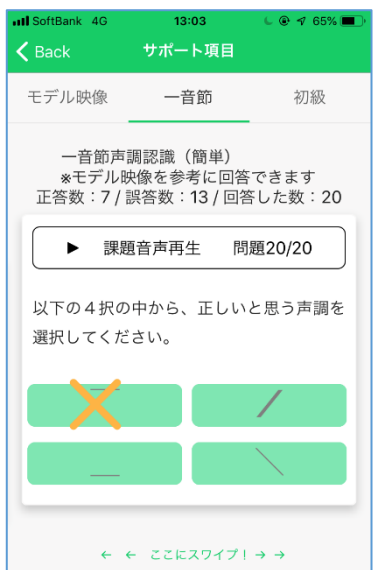 SoftBank 4G 13:03 65%
Back サポート項目
モデル映像 一音節 初級
一音節声調認識（簡単）
※モデル映像を参考に回答できます
正答数：7 / 誤答数：13 / 回答した数：20
▶ 課題音声再生 問題20/20
以下の４択の中から、正しいと思う声調を
選択してください。
← ← ここにスワイプ！→ →